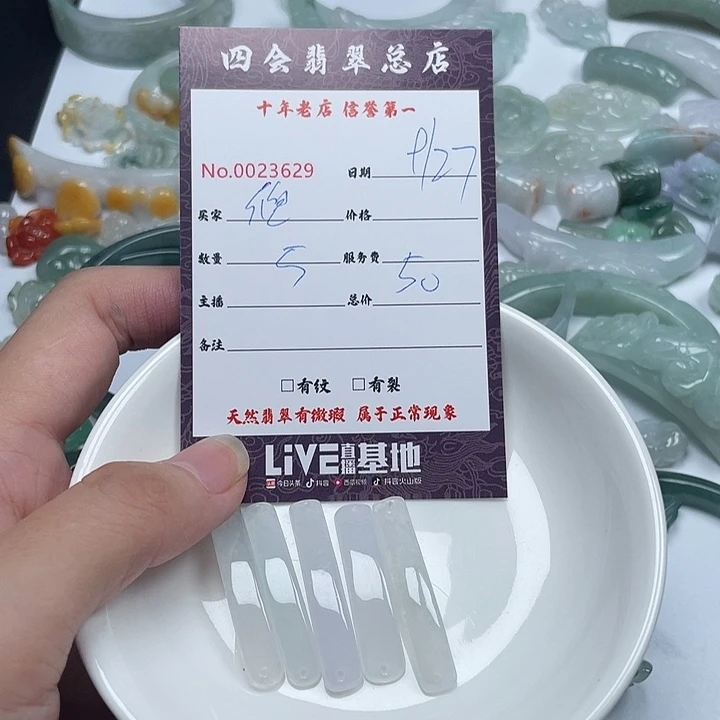 四会翡翠总店
十年老店 信誉第一
No.0023629 日期 9/27
买家 价格
数量 5 服务费 50
主播 总价
备注
□有纹 □有裂
天然翡翠有微瑕 属于正常现象
LiVE直播基地
今日头条 抖音 西瓜视频 抖音火山版